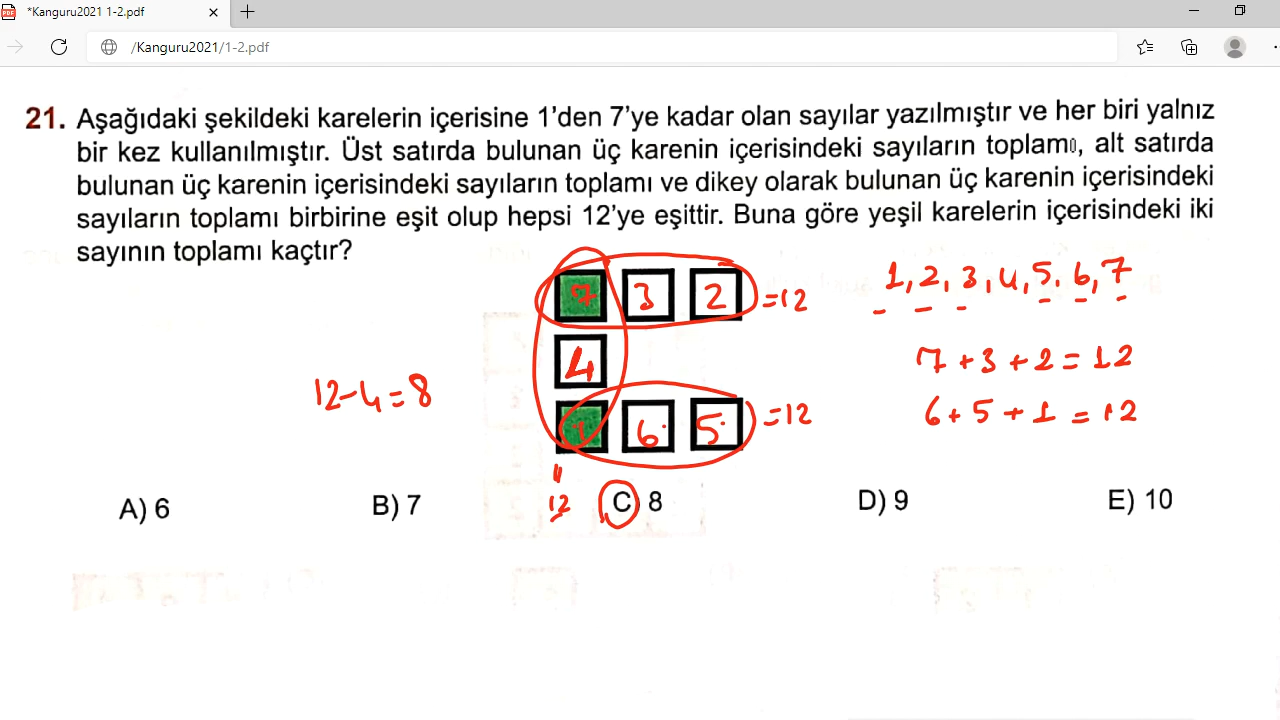 *Kanguru2021 1-2.pdf
/Kanguru2021/1-2.pdf
21. Aşağıdaki şekildeki karelerin içerisine 1'den 7'ye kadar olan sayılar yazılmıştır ve her biri yalnız
bir kez kullanılmıştır. Üst satırda bulunan üç karenin içerisindeki sayıların toplamı, alt satırda
bulunan üç karenin içerisindeki sayıların toplamı ve dikey olarak bulunan üç karenin içerisindeki
sayıların toplamı birbirine eşit olup hepsi 12'ye eşittir. Buna göre yeşil karelerin içerisindeki iki
sayının toplamı kaçtır?
1, 2, 3, 4, 5, 6, 7
7 3 2 =12
7 + 3 + 2 = 12
4
12-4=8
6 + 5 + 1 = 12
1 6 5 =12
12
A) 6 B) 7 C) 8 D) 9 E) 10